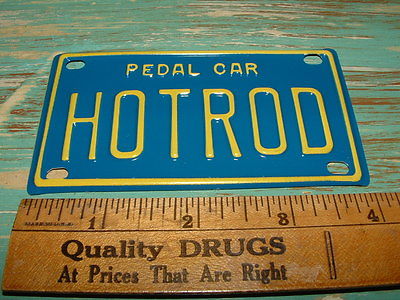 PEDAL CAR
HOTROD
1 2 3 4
Quality DRUGS
At Prices That Are Right